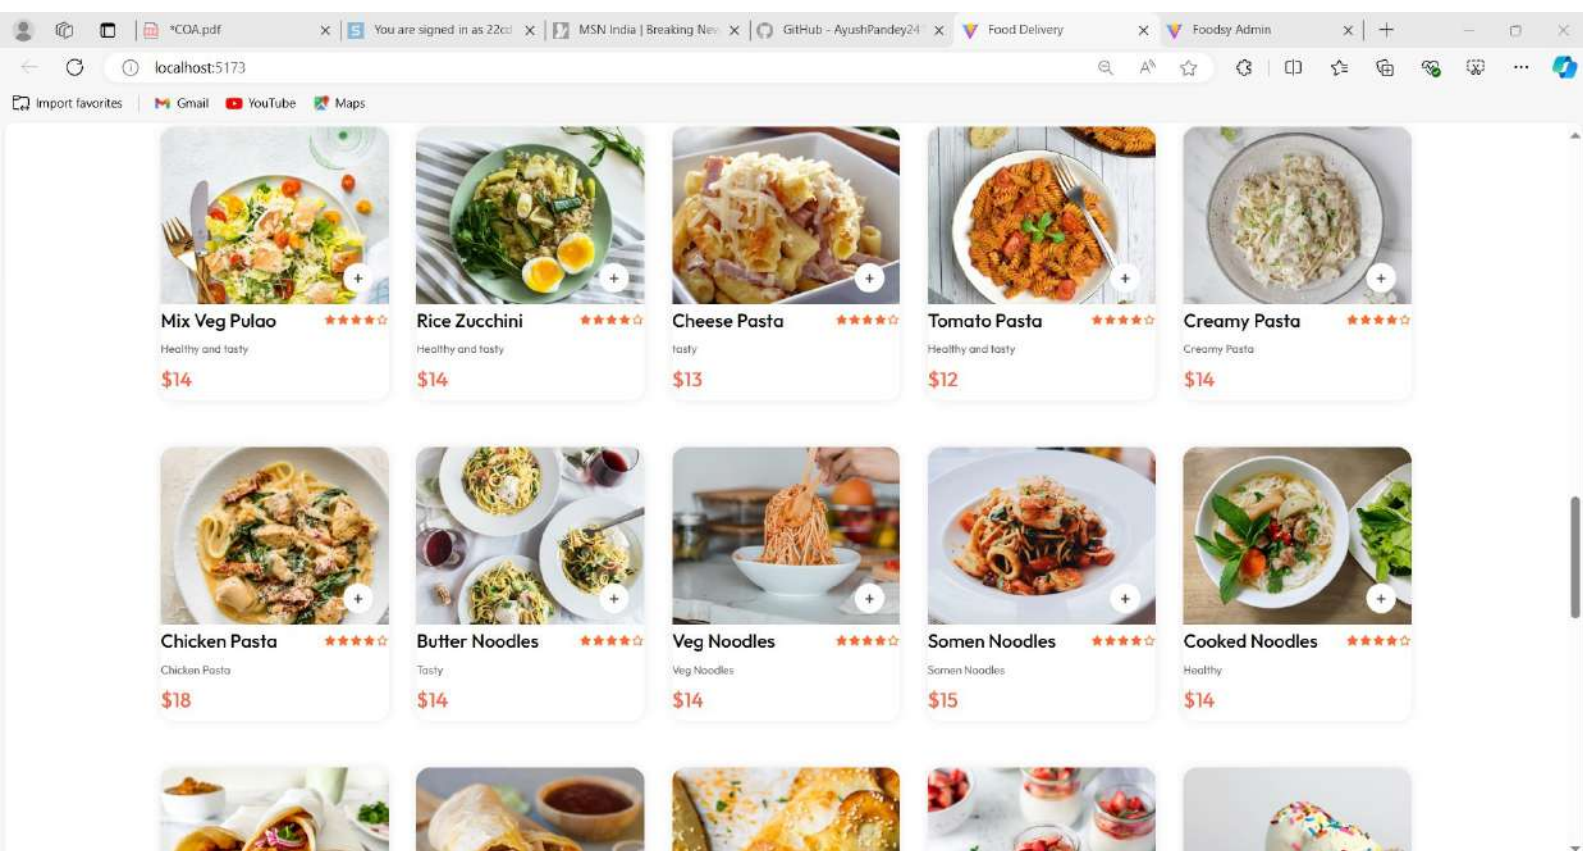 *COA.pdf
You are signed in as 22cd
MSN India | Breaking New
GitHub - AyushPandey24
Food Delivery
Foodsy Admin
localhost:5173
Import favorites
Gmail
YouTube
Maps
Mix Veg Pulao
Healthy and tasty
$14
Rice Zucchini
Healthy and tasty
$14
Cheese Pasta
tasty
$13
Tomato Pasta
Healthy and tasty
$12
Creamy Pasta
Creamy Pasta
$14
Chicken Pasta
Chicken Pasta
$18
Butter Noodles
Tasty
$14
Veg Noodles
Veg Noodles
$14
Somen Noodles
Somen Noodles
$15
Cooked Noodles
Healthy
$14